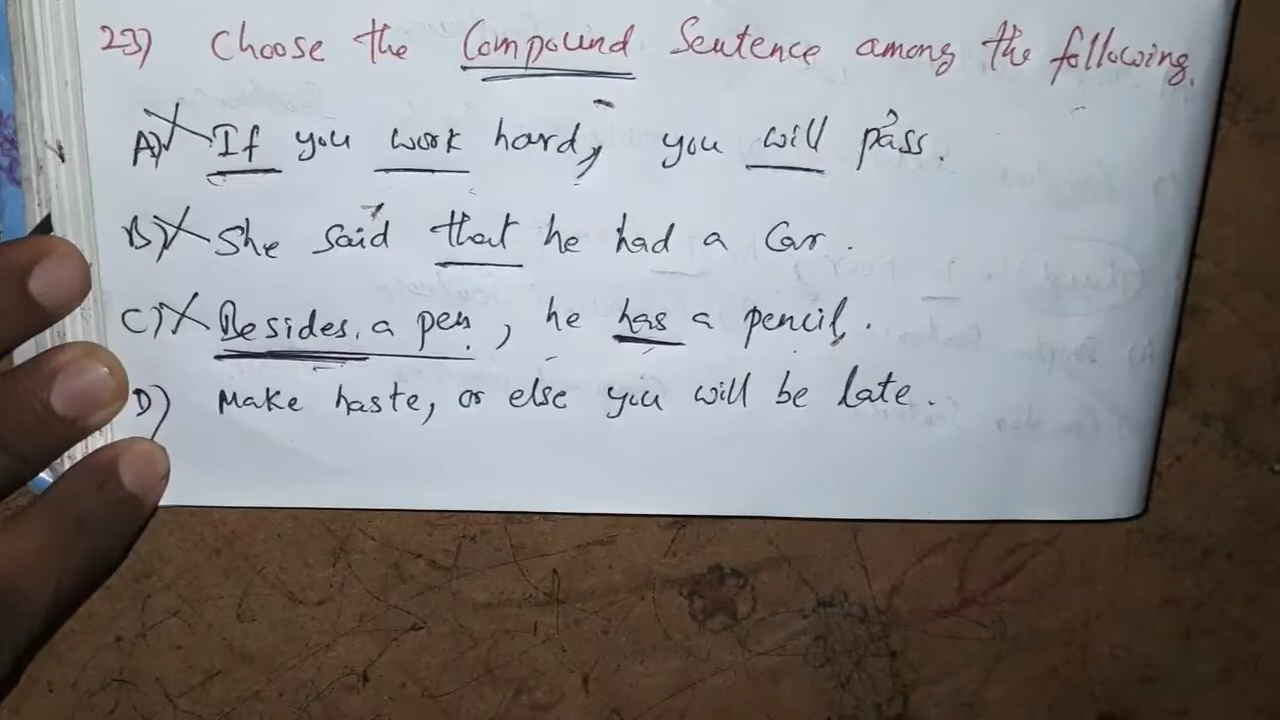 23) Choose the Compound Sentence among the following.
A) If you work hard, you will pass.
B) She said that he had a Car.
C) Besides, a pen, he has a pencil.
D) Make haste, or else you will be late.